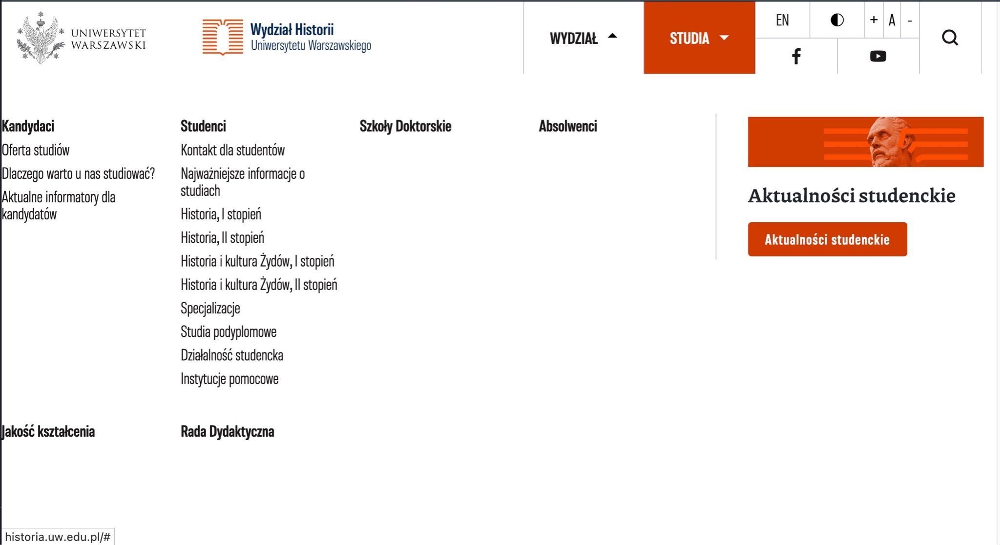 UNIWERSYTET
WARSZAWSKI
Wydział Historii
Uniwersytetu Warszawskiego
WYDZIAŁ
STUDIA
EN
+ A -
Kandydaci
Oferta studiów
Dlaczego warto u nas studiować?
Aktualne informatory dla
kandydatów
Studenci
Kontakt dla studentów
Najważniejsze informacje o
studiach
Historia, I stopień
Historia, II stopień
Historia i kultura Żydów, I stopień
Historia i kultura Żydów, II stopień
Specjalizacje
Studia podyplomowe
Działalność studencka
Instytucje pomocowe
Szkoły Doktorskie
Absolwenci
Aktualności studenckie
Aktualności studenckie
Jakość kształcenia
Rada Dydaktyczna
historia.uw.edu.pl/#